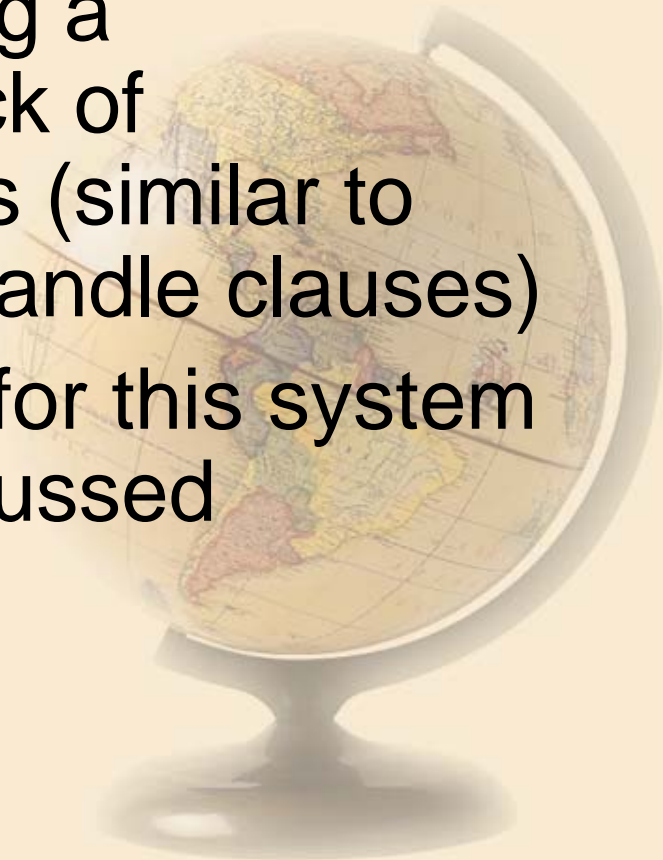 g a
ck of
s (similar to
andle clauses)
for this system
ussed